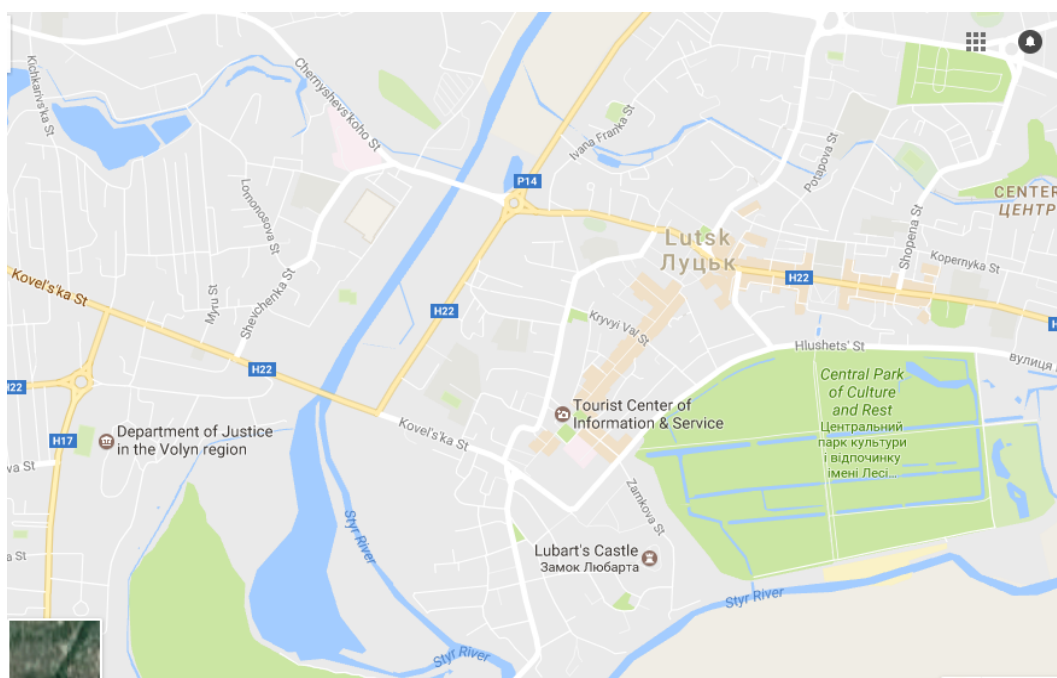 Kichkarivs'ka St
Chernyshevs'koho St
Ivana Franka St
Potapova St
P14
CENTER
ЦЕНТР
Lomonosova St
Lutsk
Луцьк
Shopena St
Kopernyka St
Kovel's'ka St
Myru St
Shevchenka St
H22
H22
Kryvyi Val St
Hlushets' St
вулиця
H22
H22
Central Park
of Culture
and Rest
Центральний
парк культури
і відпочинку
імені Лесі...
Tourist Center of
Information & Service
Kovel's'ka St
H17
Department of Justice
in the Volyn region
va St
Zamkova St
Styr River
Lubart's Castle
Замок Любарта
a St
Styr River
Styr River